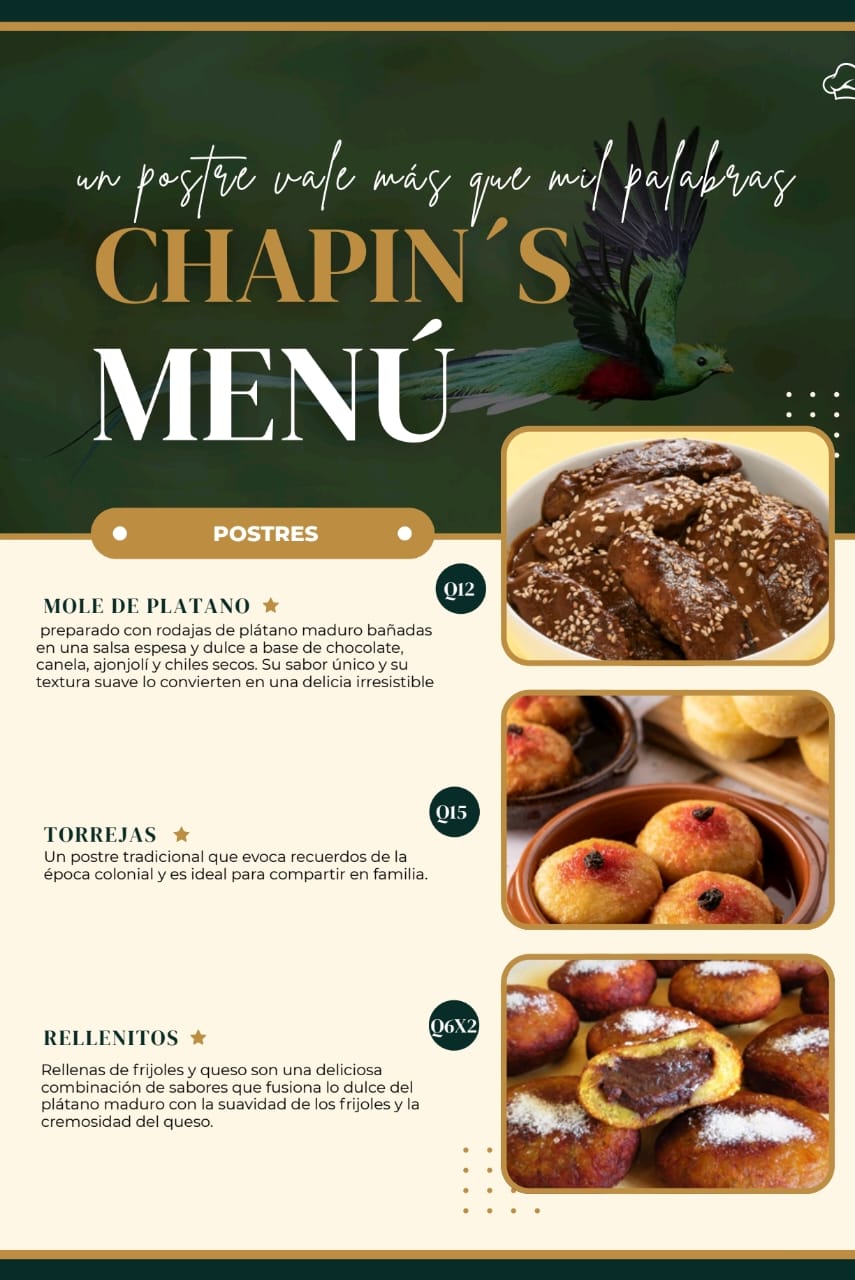 un postre vale más que mil palabras
CHAPIN´S
MENÚ
POSTRES
Q12
MOLE DE PLATANO
preparado con rodajas de plátano maduro bañadas
en una salsa espesa y dulce a base de chocolate,
canela, ajonjolí y chiles secos. Su sabor único y su
textura suave lo convierten en una delicia irresistible
Q15
TORREJAS
Un postre tradicional que evoca recuerdos de la
época colonial y es ideal para compartir en familia.
Q6X2
RELLENITOS
Rellenas de frijoles y queso son una deliciosa
combinación de sabores que fusiona lo dulce del
plátano maduro con la suavidad de los frijoles y la
cremosidad del queso.